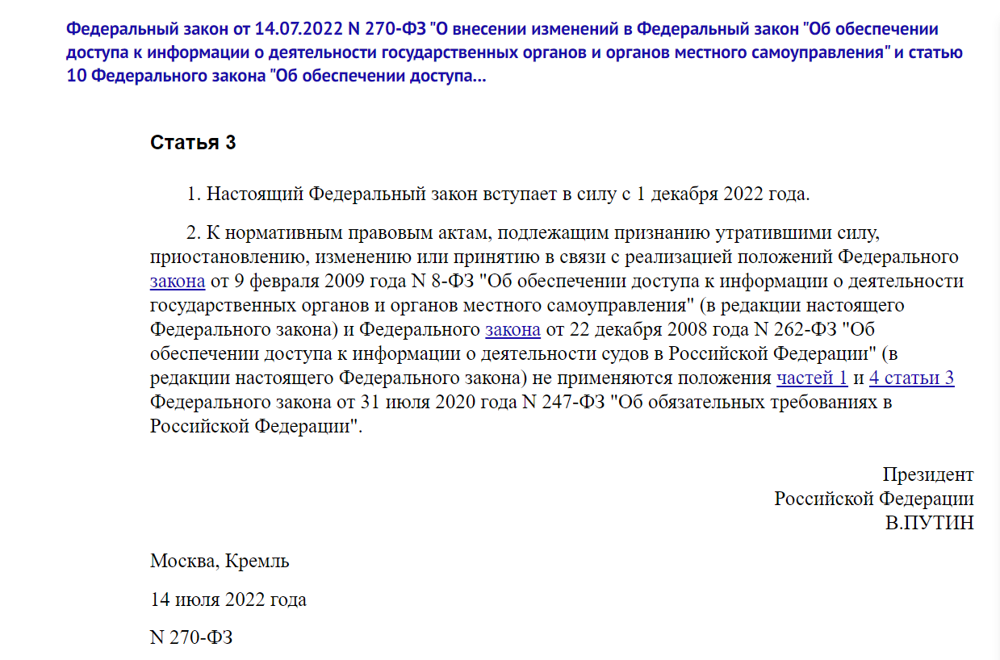 Федеральный закон от 14.07.2022 N 270-ФЗ "О внесении изменений в Федеральный закон "Об обеспечении
доступа к информации о деятельности государственных органов и органов местного самоуправления" и статью
10 Федерального закона "Об обеспечении доступа...
Статья 3
1. Настоящий Федеральный закон вступает в силу с 1 декабря 2022 года.
2. К нормативным правовым актам, подлежащим признанию утратившими силу,
приостановлению, изменению или принятию в связи с реализацией положений Федерального
закона от 9 февраля 2009 года N 8-ФЗ "Об обеспечении доступа к информации о деятельности
государственных органов и органов местного самоуправления" (в редакции настоящего
Федерального закона) и Федерального закона от 22 декабря 2008 года N 262-ФЗ "Об
обеспечении доступа к информации о деятельности судов в Российской Федерации" (в
редакции настоящего Федерального закона) не применяются положения частей 1 и 4 статьи 3
Федерального закона от 31 июля 2020 года N 247-ФЗ "Об обязательных требованиях в
Российской Федерации".
Президент
Российской Федерации
В.ПУТИН
Москва, Кремль
14 июля 2022 года
N 270-ФЗ